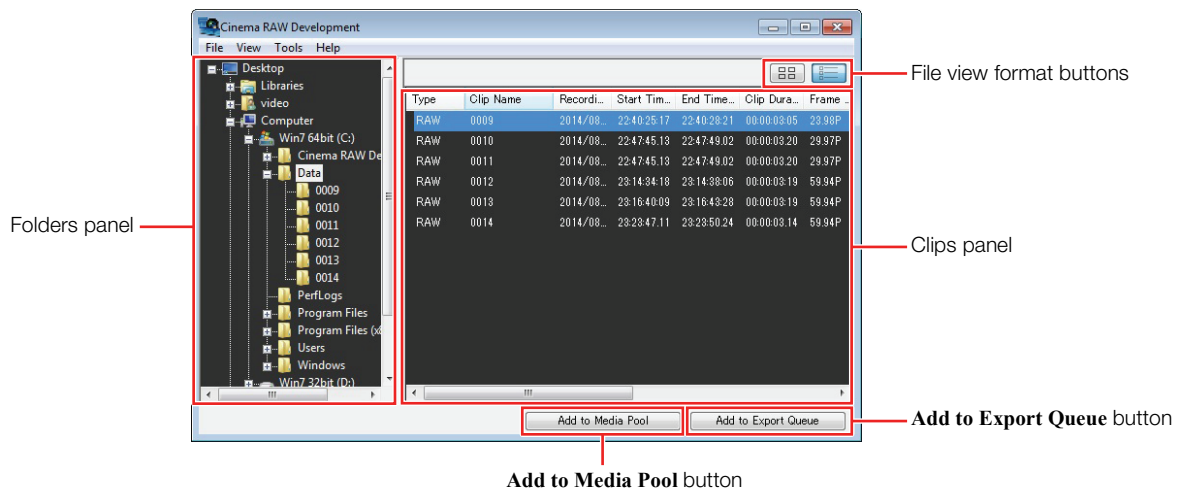 Cinema RAW Development
File View Tools Help
Desktop
Libraries
video
Computer
Win7 64bit (C:)
Cinema RAW De
Data
0009
0010
0011
0012
0013
0014
PerfLogs
Program Files
Program Files (x
Users
Windows
Win7 32bit (D:)
Type Clip Name Recordi... Start Tim... End Time... Clip Dura... Frame ..
RAW 0009 2014/08... 22:40:25:17 22:40:28:21 00:00:03:05 23.98P
RAW 0010 2014/08... 22:47:45.13 22:47:49.02 00:00:03.20 29.97P
RAW 0011 2014/08... 22:47:45.13 22:47:49.02 00:00:03.20 29.97P
RAW 0012 2014/08... 23:14:34:18 23:14:38:06 00:00:03:19 59.94P
RAW 0013 2014/08... 23:16:40:09 23:16:43:28 00:00:03:19 59.94P
RAW 0014 2014/08... 23:23:47.11 23:23:50.24 00:00:03.14 59.94P
Add to Media Pool
Add to Export Queue
Folders panel
File view format buttons
Clips panel
Add to Export Queue button
Add to Media Pool button